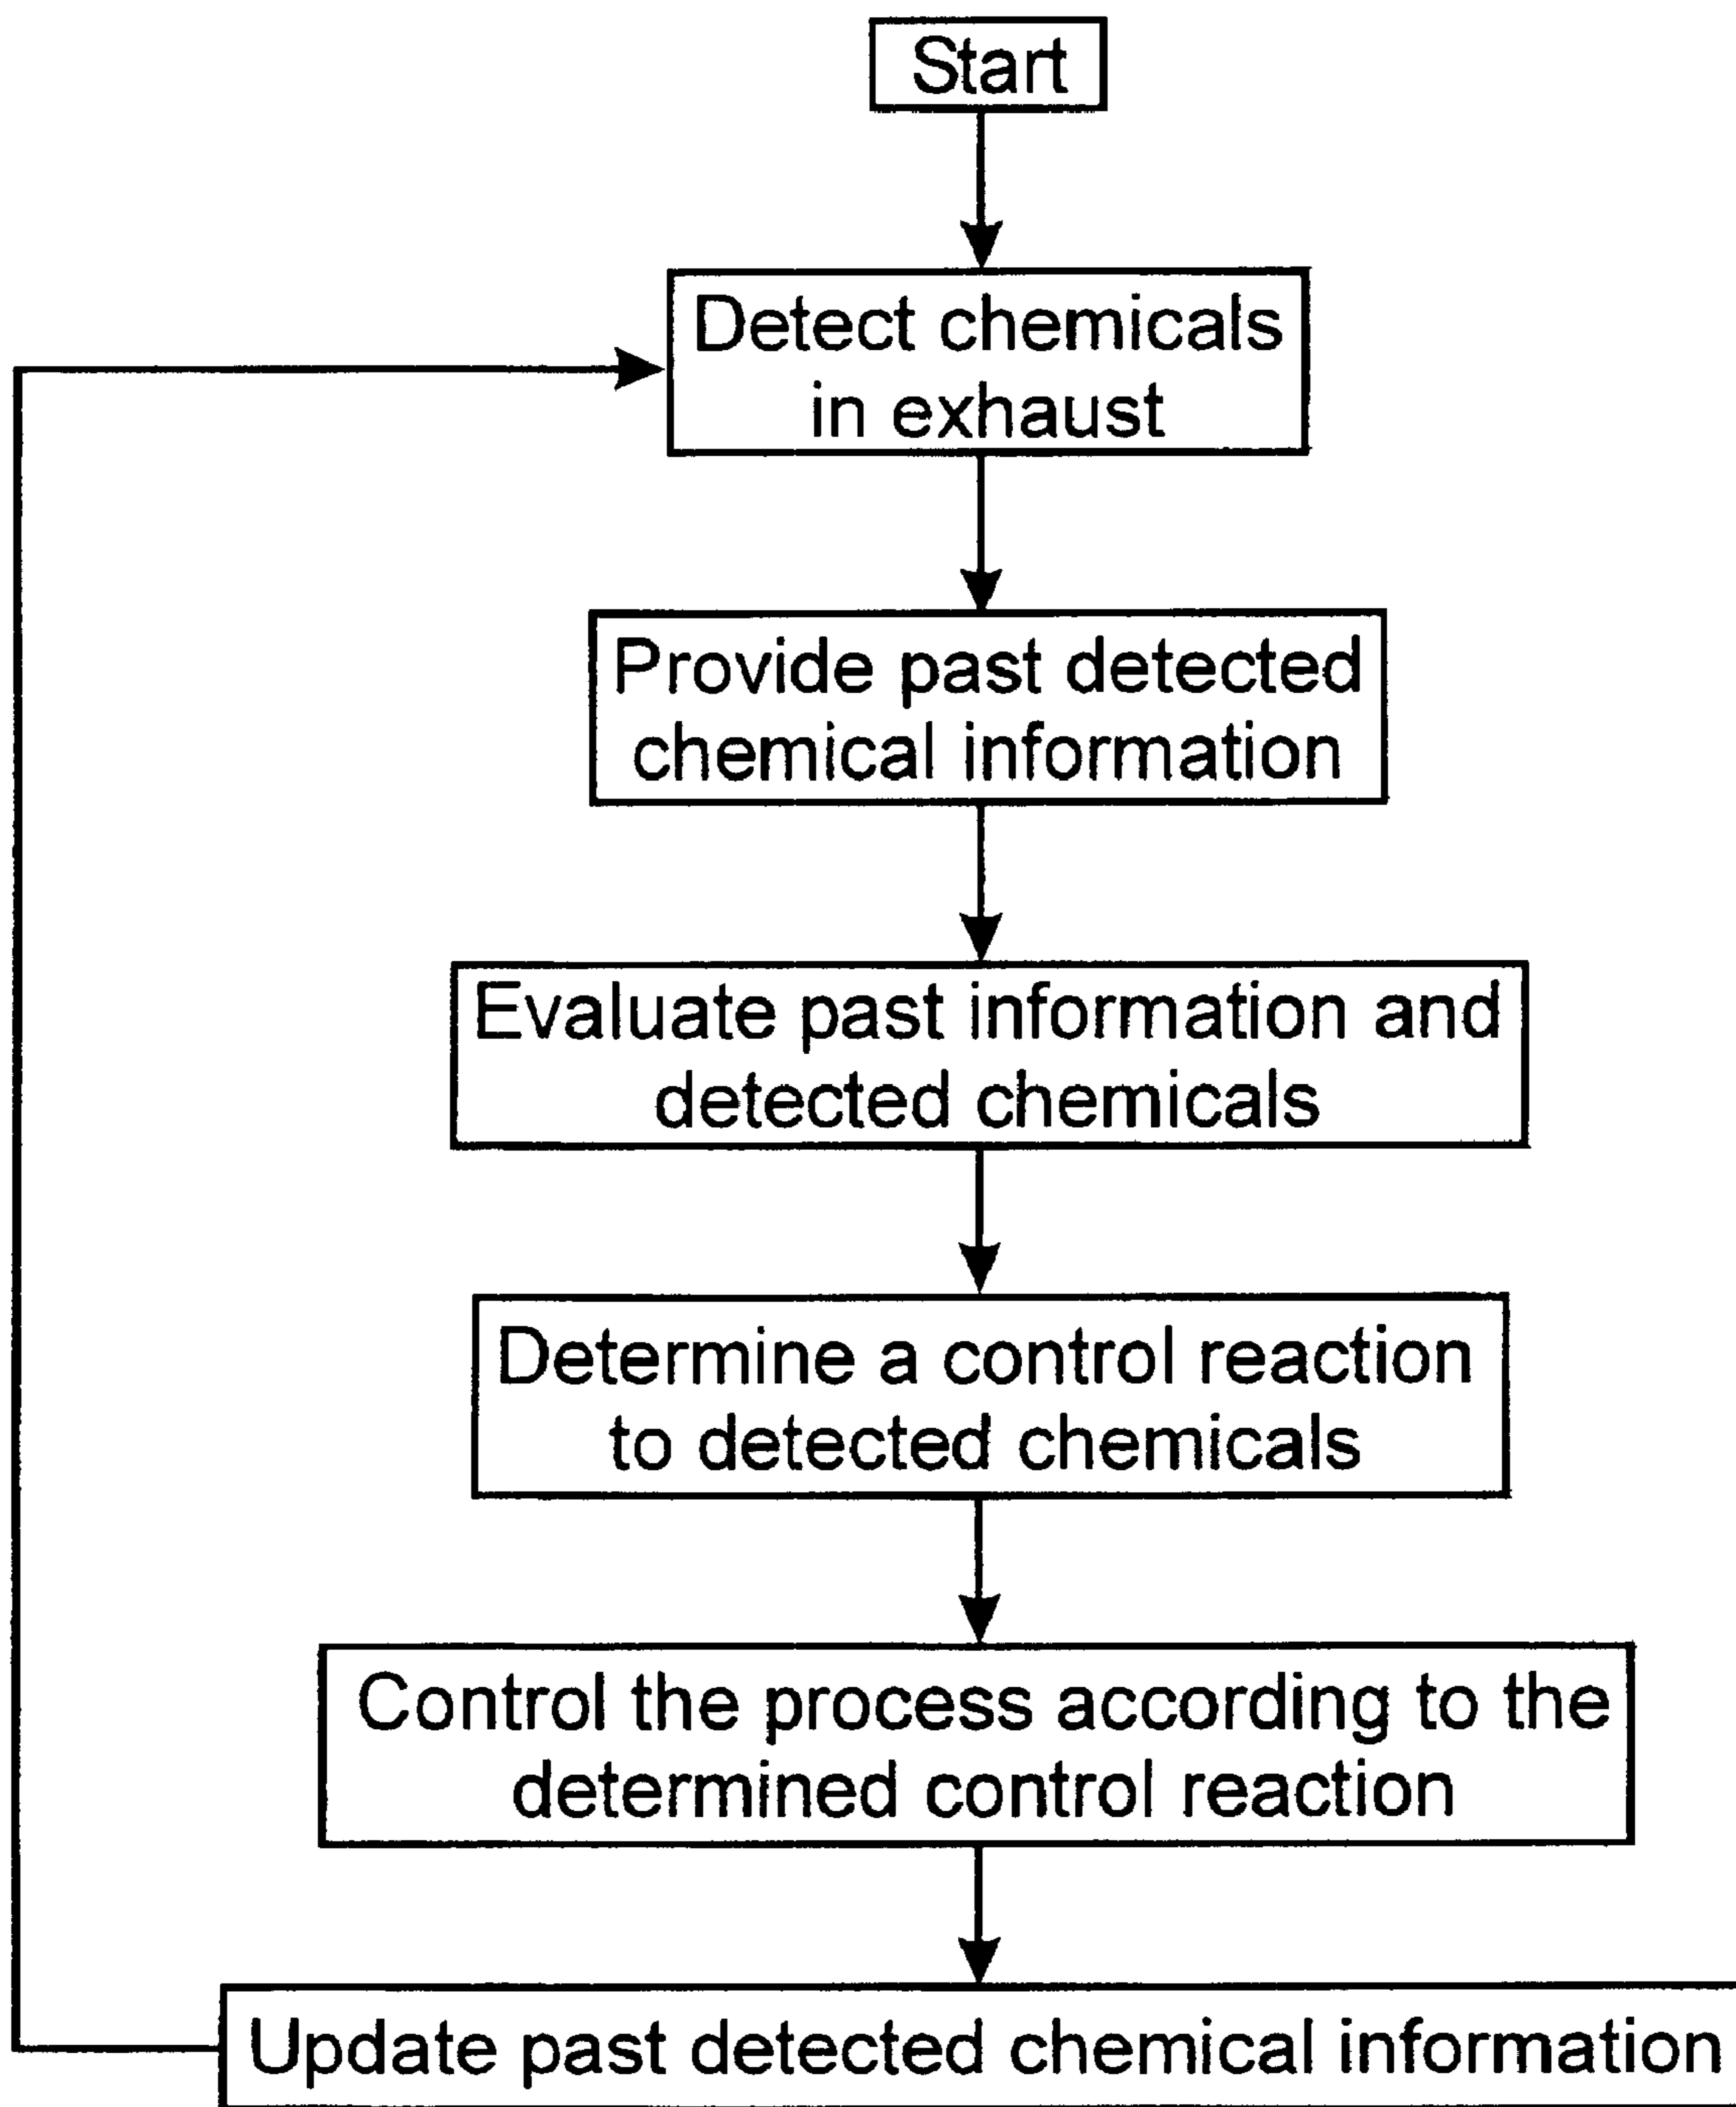 Start
Detect chemicals
in exhaust
Provide past detected
chemical information
Evaluate past information and
detected chemicals
Determine a control reaction
to detected chemicals
Control the process according to the
determined control reaction
Update past detected chemical information